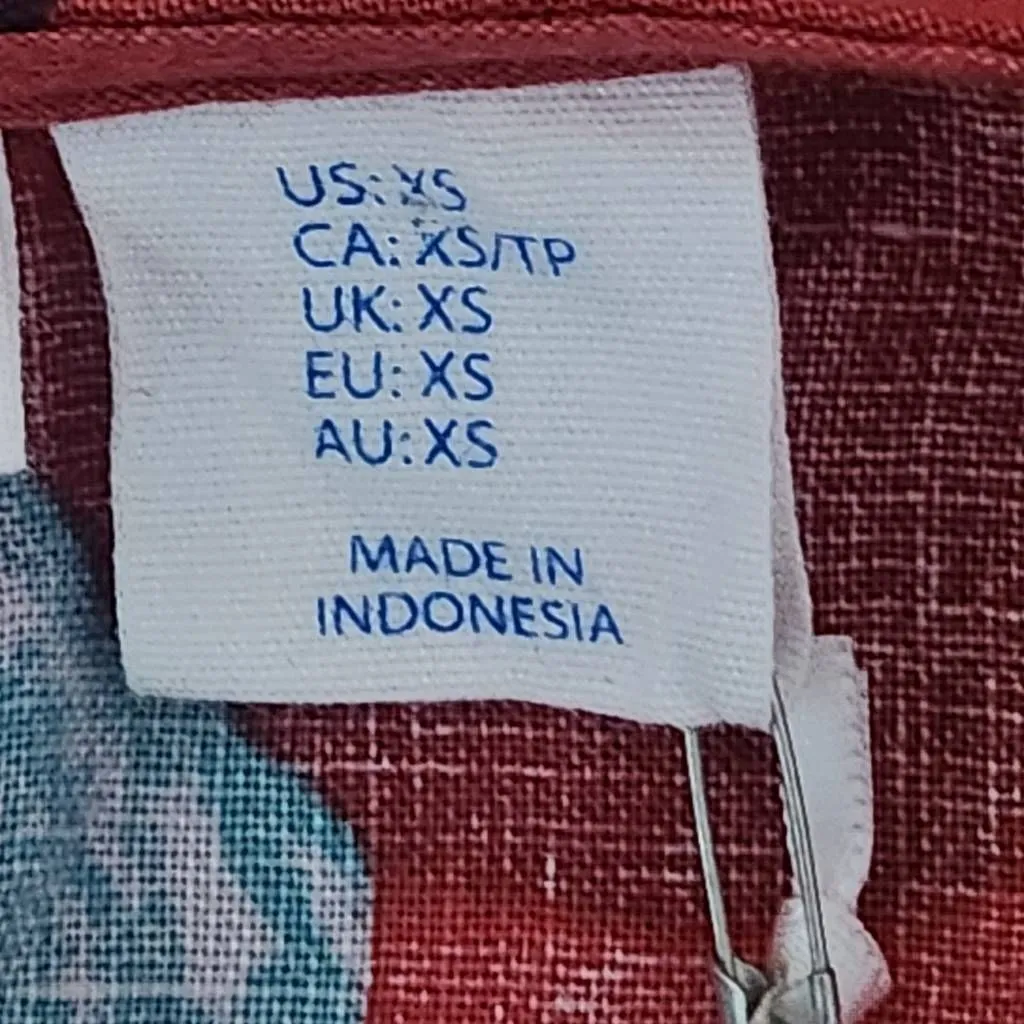 US: XS
CA: XS/TP
UK: XS
EU: XS
AU: XS
MADE IN
INDONESIA